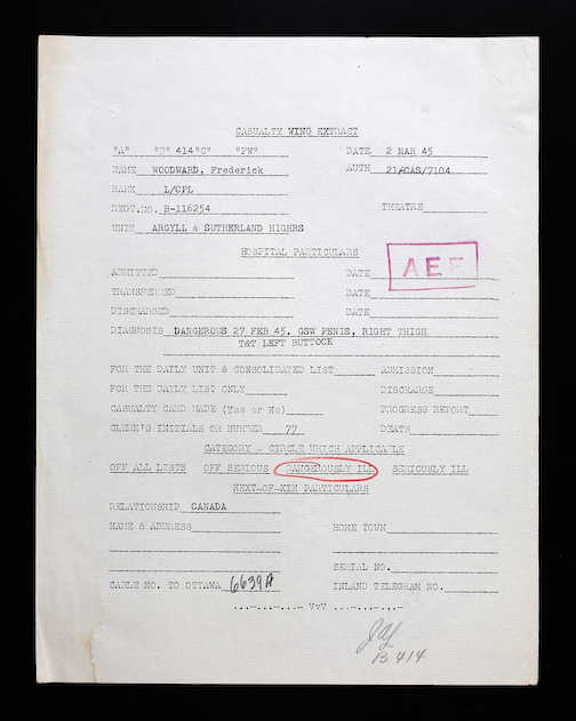 CASUALTY WING EXTRACT
"A" "D" 414 "C" "PW" DATE 2 MAR 45
NAME WOODWARD, Frederick AUTH 21/CAS/7104
RANK L/CPL
REGT.NO. B-116254 THEATRE
UNIT ARGYLL & SUTHERLAND HIGHRS
HOSPITAL PARTICULARS
AEF
ADMITTED DATE
TRANSFERRED DATE
DISCHARGED DATE
DIAGNOSIS DANGEROUS 27 FEB 45. GSW PENIS, RIGHT THIGH
T&T LEFT BUTTOCK
FOR THE DAILY UNIT & CONSOLIDATED LIST ADMISSION
FOR THE DAILY LIST ONLY DISCHARGE
CASUALTY CARD MADE (Yes or No) PROGRESS REPORT
CLERK'S INITIALS OR NUMBER 77 DEATH
CATEGORY - CIRCLE WHICH APPLICABLE
OFF ALL LISTS OFF SERIOUS DANGEROUSLY ILL SERIOUSLY ILL
NEXT-OF-KIN PARTICULARS
RELATIONSHIP CANADA
NAME & ADDRESS HOME TOWN
SERIAL NO.
CABLE NO. TO OTTAWA 6639A INLAND TELEGRAM NO.
...-...-...- VvV ...-...-...-
B 414